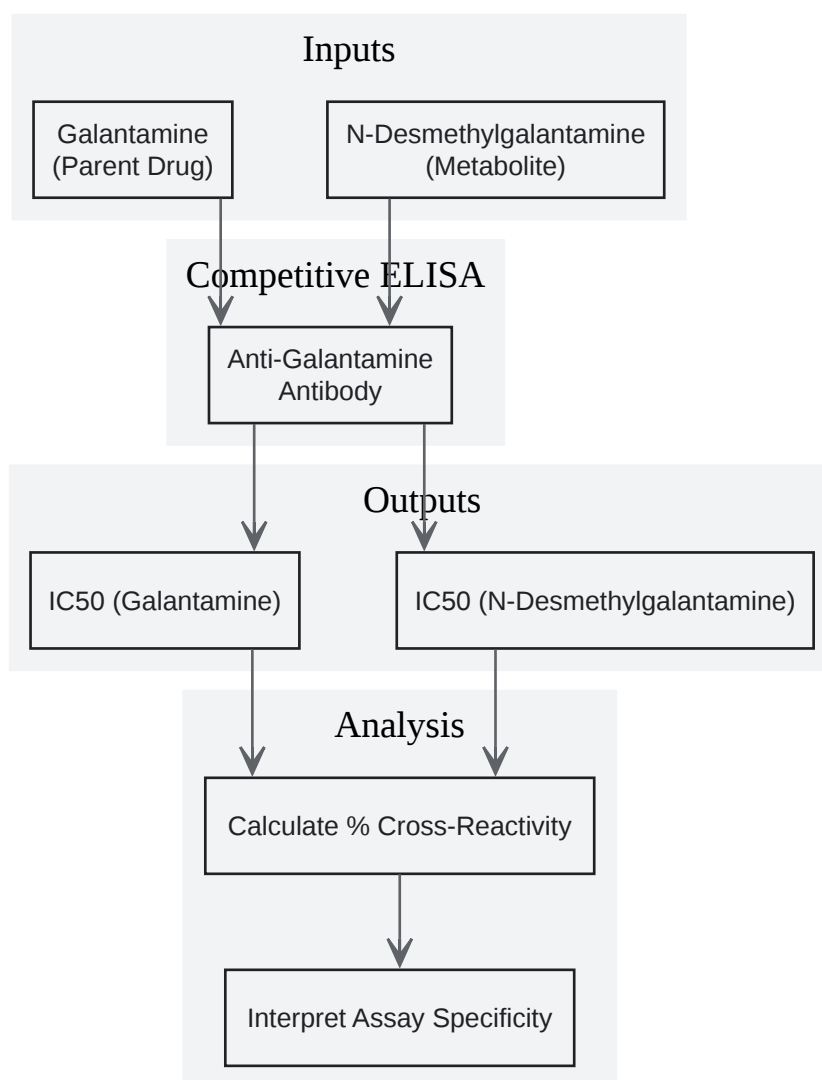 Inputs
Galantamine
(Parent Drug)
N-Desmethylgalantamine
(Metabolite)
Competitive ELISA
Anti-Galantamine
Antibody
Outputs
IC50 (Galantamine)
IC50 (N-Desmethylgalantamine)
Analysis
Calculate % Cross-Reactivity
Interpret Assay Specificity